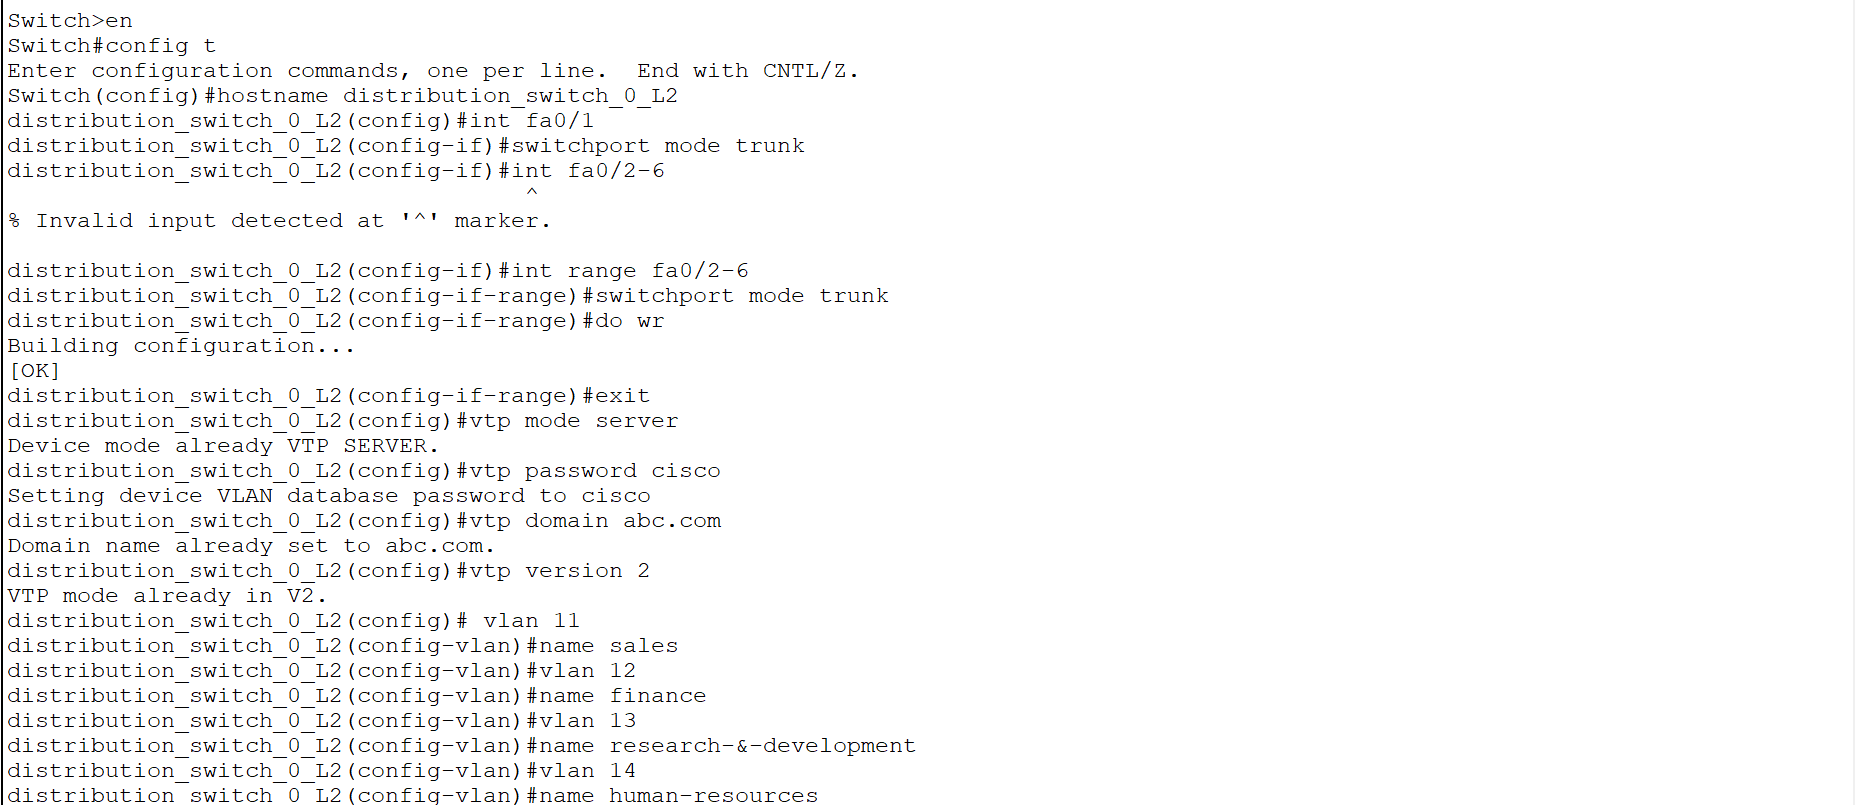 Switch>en
Switch#config t
Enter configuration commands, one per line.  End with CNTL/Z.
Switch(config)#hostname distribution_switch_0_L2
distribution_switch_0_L2(config)#int fa0/1
distribution_switch_0_L2(config-if)#switchport mode trunk
distribution_switch_0_L2(config-if)#int fa0/2-6
^
% Invalid input detected at '^' marker.
distribution_switch_0_L2(config-if)#int range fa0/2-6
distribution_switch_0_L2(config-if-range)#switchport mode trunk
distribution_switch_0_L2(config-if-range)#do wr
Building configuration...
[OK]
distribution_switch_0_L2(config-if-range)#exit
distribution_switch_0_L2(config)#vtp mode server
Device mode already VTP SERVER.
distribution_switch_0_L2(config)#vtp password cisco
Setting device VLAN database password to cisco
distribution_switch_0_L2(config)#vtp domain abc.com
Domain name already set to abc.com.
distribution_switch_0_L2(config)#vtp version 2
VTP mode already in V2.
distribution_switch_0_L2(config)# vlan 11
distribution_switch_0_L2(config-vlan)#name sales
distribution_switch_0_L2(config-vlan)#vlan 12
distribution_switch_0_L2(config-vlan)#name finance
distribution_switch_0_L2(config-vlan)#vlan 13
distribution_switch_0_L2(config-vlan)#name research-&-development
distribution_switch_0_L2(config-vlan)#vlan 14
distribution_switch_0_L2(config-vlan)#name human-resources